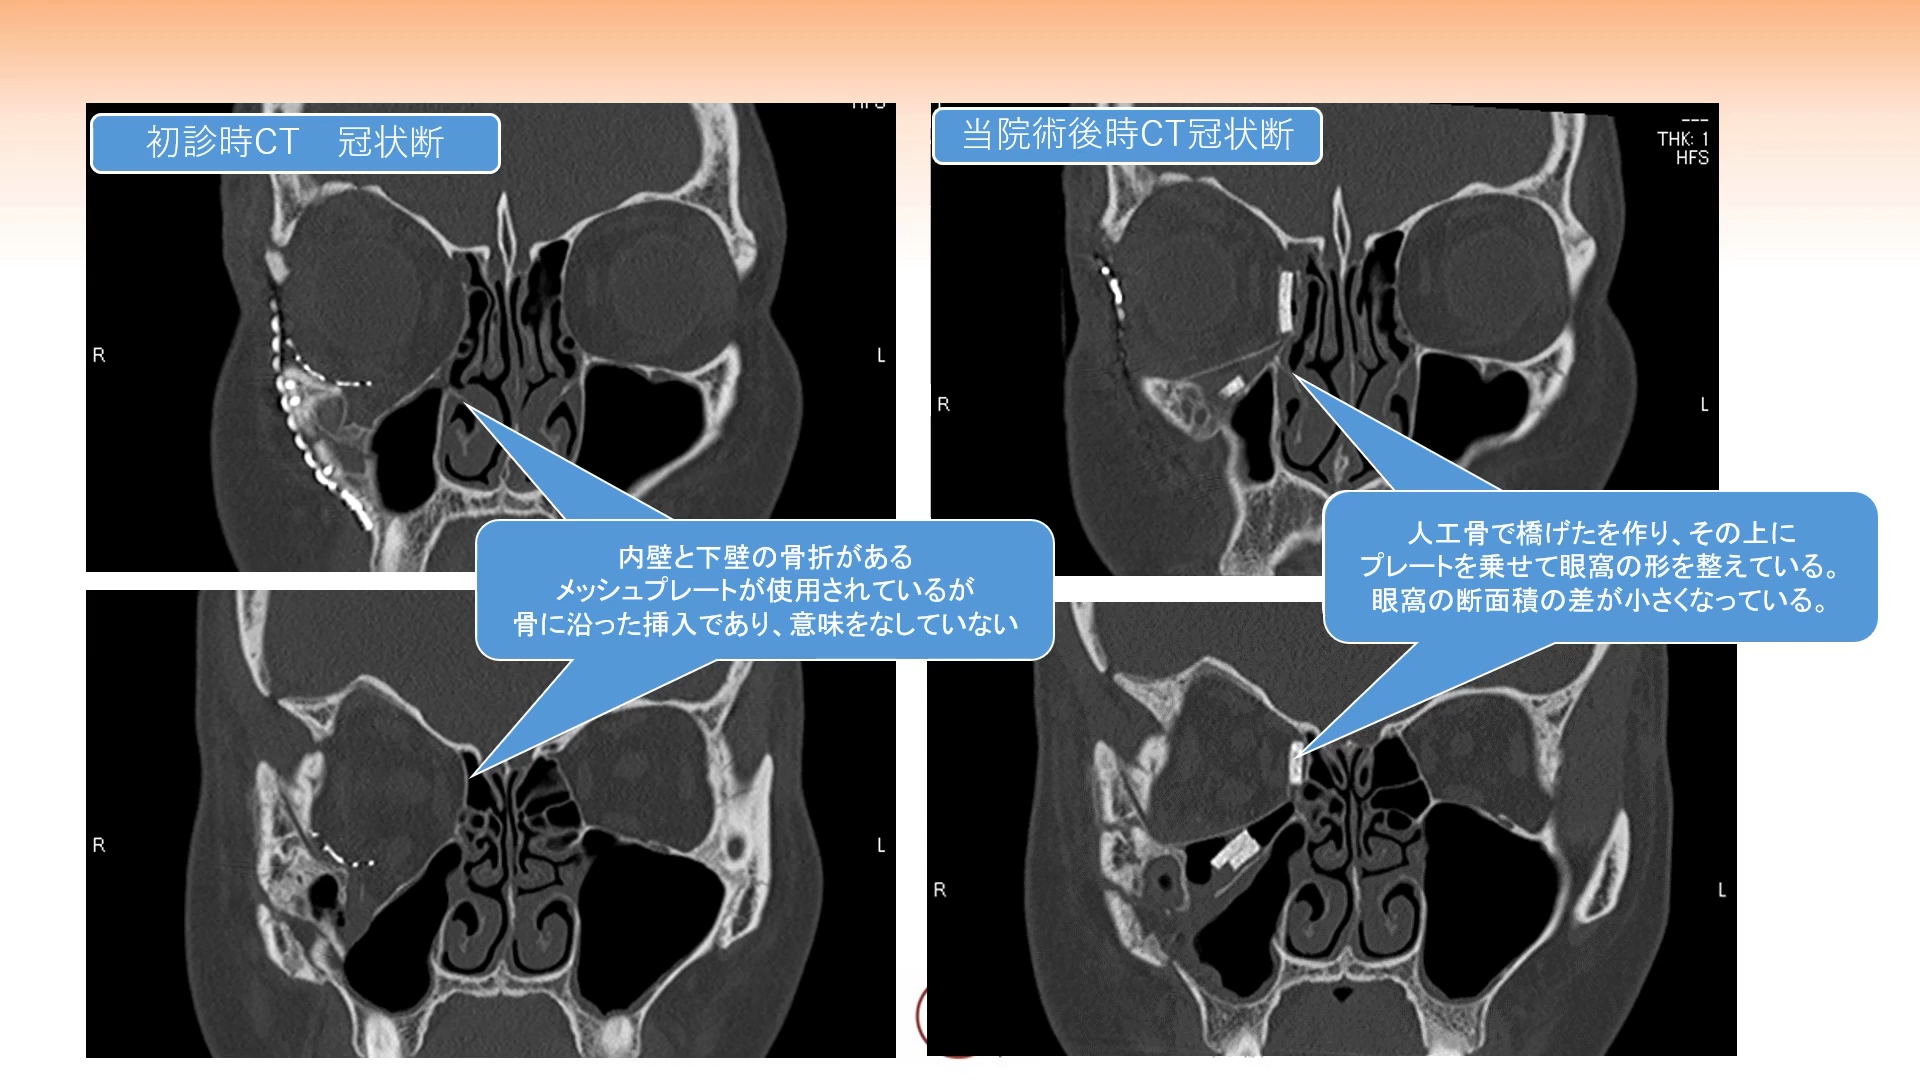 初診時CT　冠状断
HFS
R
L
当院術後時CT冠状断
---
THK: 1
HFS
R
L
内壁と下壁の骨折がある
メッシュプレートが使用されているが
骨に沿った挿入であり、意味をなしていない
人工骨で橋げたを作り、その上に
プレートを乗せて眼窩の形を整えている。
眼窩の断面積の差が小さくなっている。
R
L
R
L